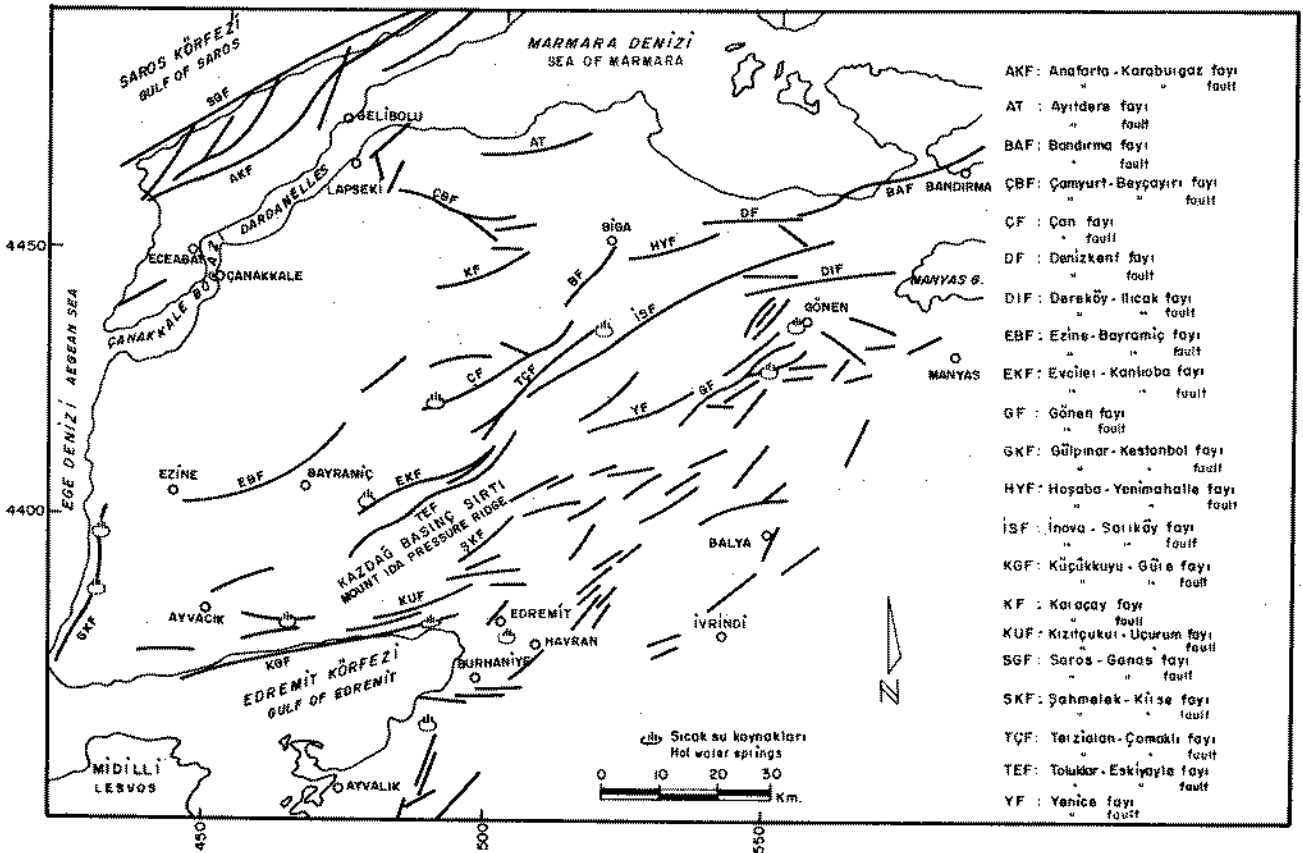 SAROS KÖRFEZİ
GULF OF SAROS
MARMARA DENİZİ
SEA OF MARMARA
SGF
GELİBOLU
AKF
LAPSEKİ
DARDANELLES
AT
ÇBF
BAF
BANDIRMA
DF
BİGA
HYF
4450
ECEABAT
ÇANAKKALE
ÇANAKKALE BOĞAZI
KF
BF
İSF
DIF
MANYAS G.
GÖNEN
MANYAS
EGE DENİZİ AEGEAN SEA
ÇF
TÇF
YF
GF
EZİNE
EBF
BAYRAMİÇ
EKF
TEF
4400
KAZDAĞ BASINÇ SIRTI
MOUNT IDA PRESSURE RIDGE
ŞKF
BALYA
KUF
AYVACIK
EDREMİT
İVRİNDİ
HAVRAN
GKF
KGF
BURHANİYE
EDREMİT KÖRFEZİ
GULF OF EDREMİT
N
MİDİLLİ
LESVOS
AYVALIK
Sıcak su kaynakları
Hot water springs
0 10 20 30
Km.
450
500
550
AKF: Anafarta-Karaburgaz fayı
" " fault
AT : Ayıtdere fayı
" fault
BAF: Bandırma fayı
" fault
ÇBF: Çamyurt-Beyçayırı fayı
" " fault
ÇF : Çan fayı
" fault
DF : Denizkent fayı
" fault
DIF : Dereköy-Ilıcak fayı
" " fault
EBF : Ezine-Bayramiç fayı
" " fault
EKF : Evciler-Kanlıoba fayı
" " fault
GF : Gönen fayı
" fault
GKF: Gülpınar-Kestanbol fayı
" " fault
HYF: Hoşaba-Yenimahalle fayı
" " fault
İSF : İnova-Sarıköy fayı
" " fault
KGF: Küçükkuyu-Güre fayı
" " fault
KF : Karaçay fayı
" fault
KUF : Kızılçukur-Uçurum fayı
" " fault
SGF : Saros-Ganos fayı
" " fault
ŞKF : Şahmelek-Kilse fayı
" " fault
TÇF: Terzialan-Çomaklı fayı
" " fault
TEF : Toluklar-Eskiyayla fayı
" " fault
YF : Yenice fayı
" fault